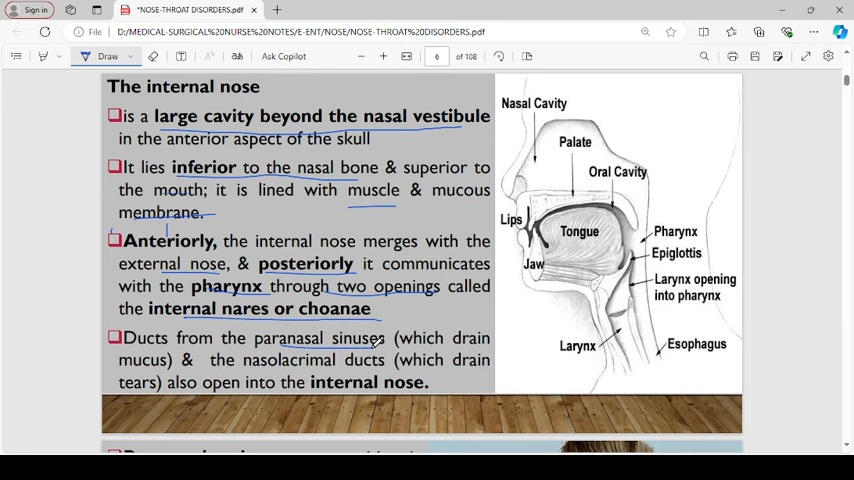 Sign in
*NOSE-THROAT DISORDERS.pdf
File
D:/MEDICAL-SURGICAL%20NURSE%20NOTES/E-ENT/NOSE/NOSE-THROAT%20DISORDERS.pdf
Draw
Ask Copilot
6
of 108
The internal nose
is a large cavity beyond the nasal vestibule
in the anterior aspect of the skull
It lies inferior to the nasal bone & superior to
the mouth; it is lined with muscle & mucous
membrane.
Anteriorly, the internal nose merges with the
external nose, & posteriorly it communicates
with the pharynx through two openings called
the internal nares or choanae
Ducts from the paranasal sinuses (which drain
mucus) & the nasolacrimal ducts (which drain
tears) also open into the internal nose.
Nasal Cavity
Palate
Oral Cavity
Lips
Tongue
Pharynx
Epiglottis
Jaw
Larynx opening
into pharynx
Larynx
Esophagus